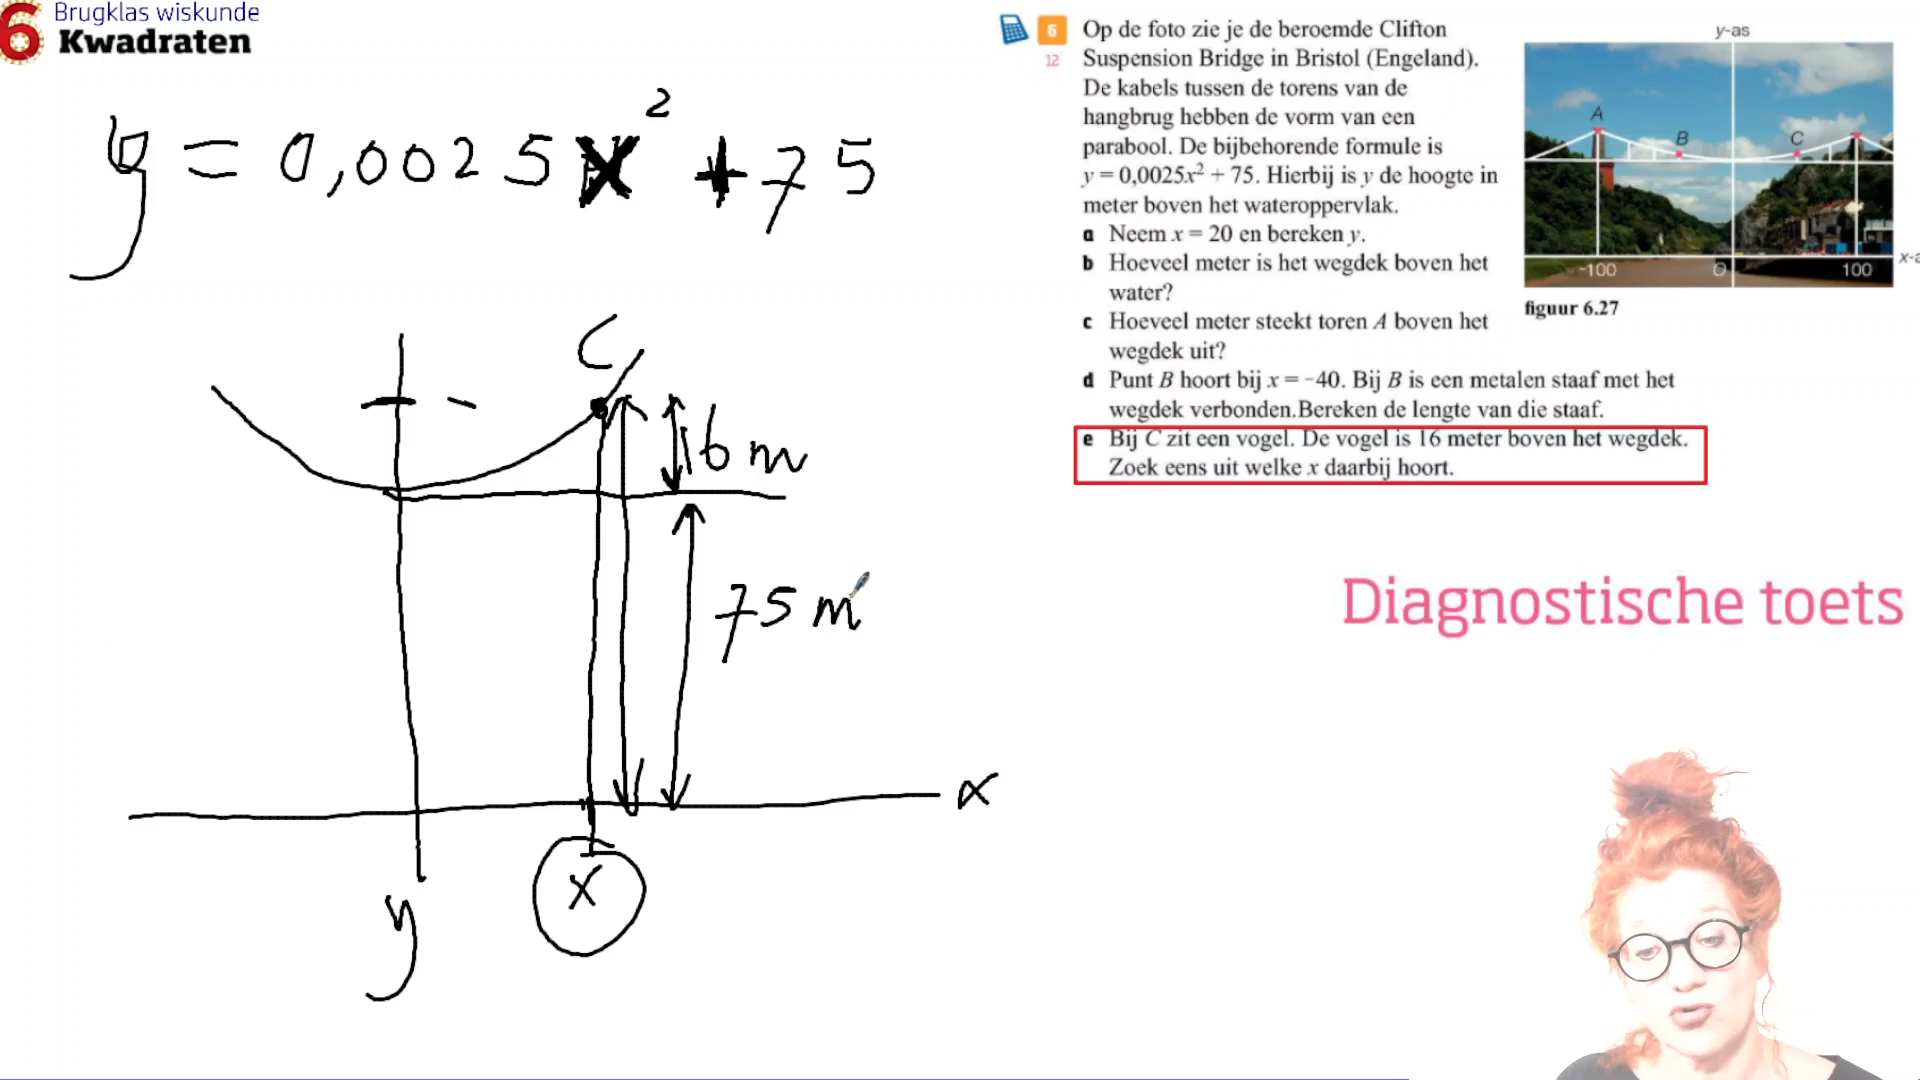 6
Brugklas wiskunde
Kwadraten
y = 0,0025x² + 75
C
16 m
75 m
x
x
y
6
12
Op de foto zie je de beroemde Clifton
Suspension Bridge in Bristol (Engeland).
De kabels tussen de torens van de
hangbrug hebben de vorm van een
parabool. De bijbehorende formule is
y = 0,0025x² + 75. Hierbij is y de hoogte in
meter boven het wateroppervlak.
a Neem x = 20 en bereken y.
b Hoeveel meter is het wegdek boven het
water?
c Hoeveel meter steekt toren A boven het
wegdek uit?
d Punt B hoort bij x = −40. Bij B is een metalen staaf met het
wegdek verbonden.Bereken de lengte van die staaf.
e Bij C zit een vogel. De vogel is 16 meter boven het wegdek.
Zoek eens uit welke x daarbij hoort.
y-as
A
B
C
-100
O
100
x-a
figuur 6.27
Diagnostische toets